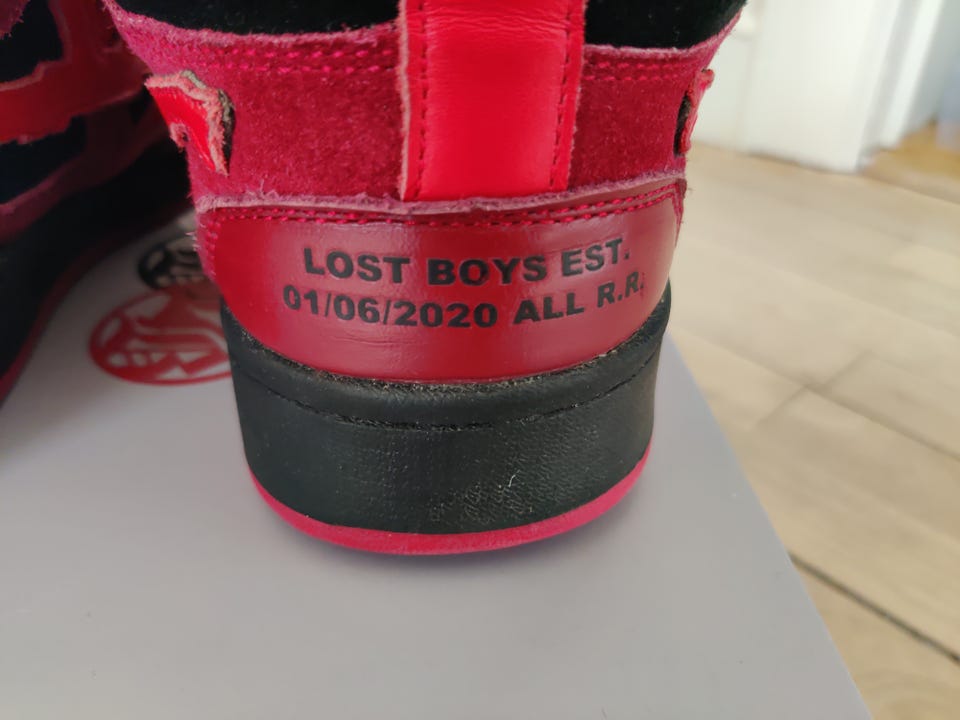 LOST BOYS EST.
01/06/2020 ALL R.R.